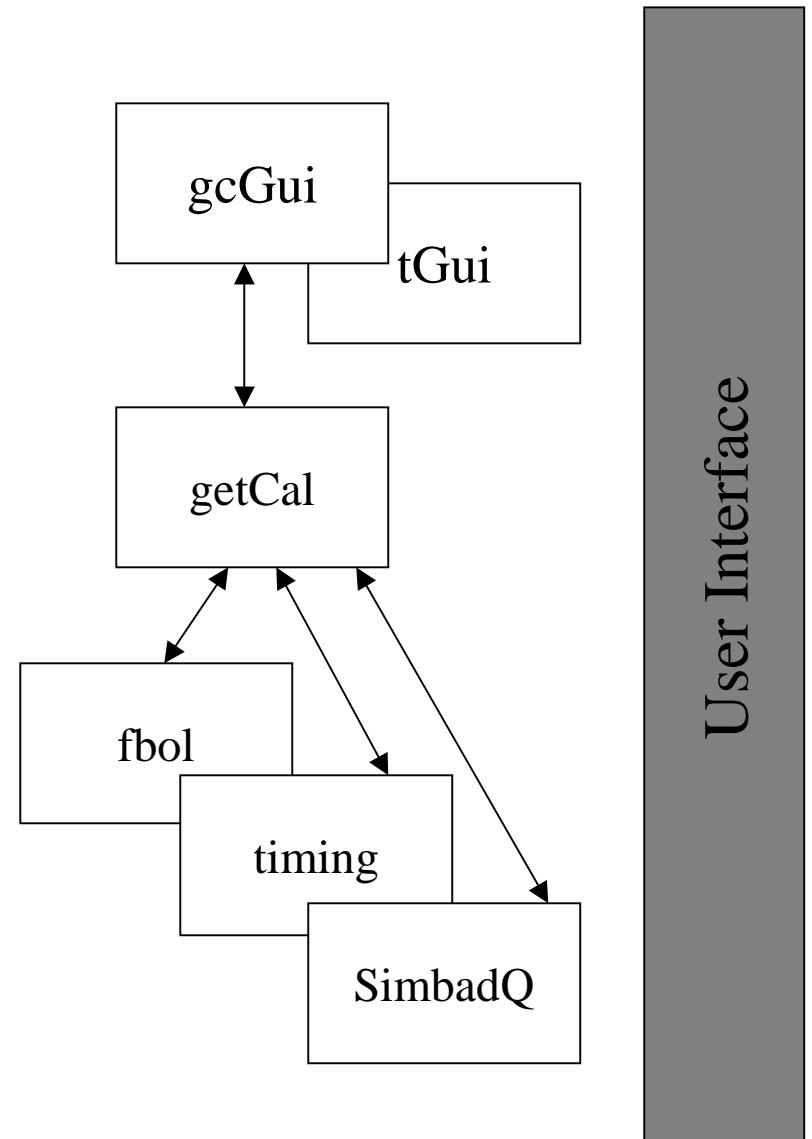 gcGui
tGui
getCal
fbol
timing
SimbadQ
User Interface